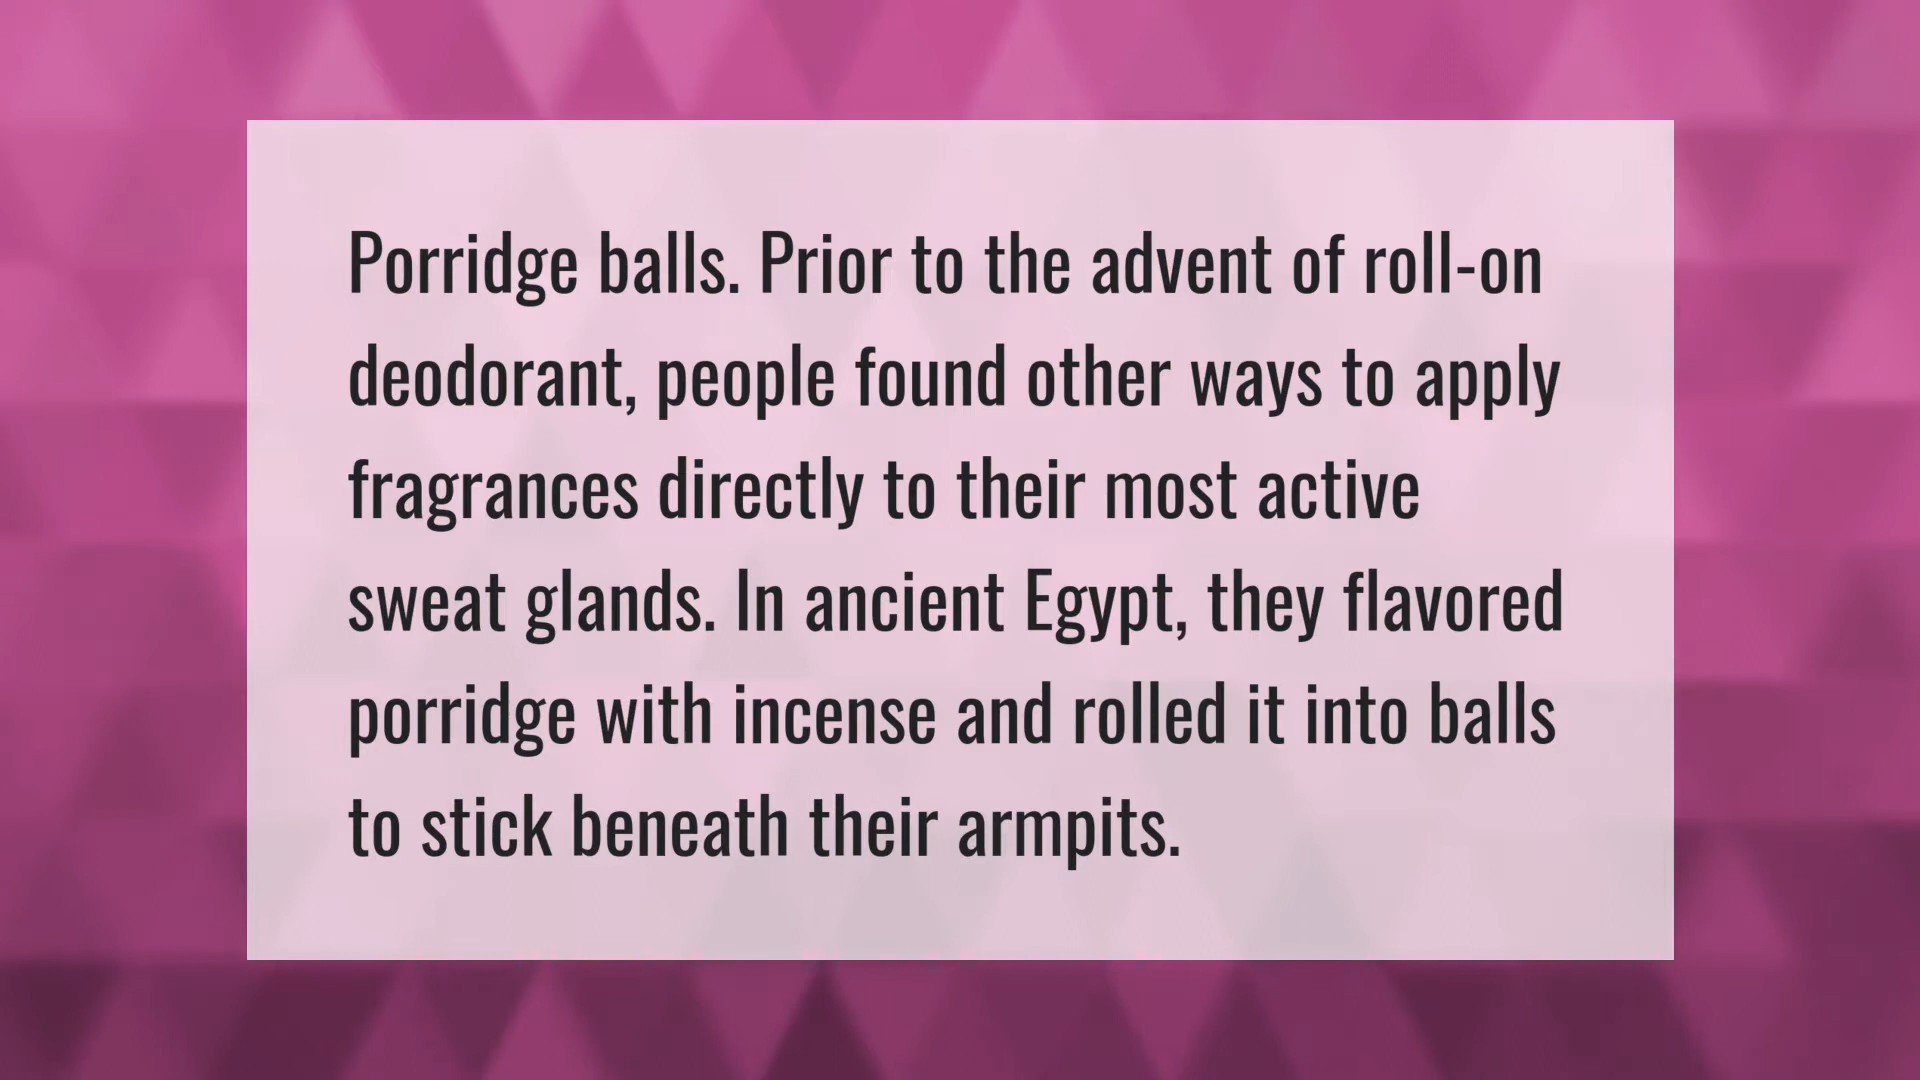 Porridge balls. Prior to the advent of roll-on
deodorant, people found other ways to apply
fragrances directly to their most active
sweat glands. In ancient Egypt, they flavored
porridge with incense and rolled it into balls
to stick beneath their armpits.